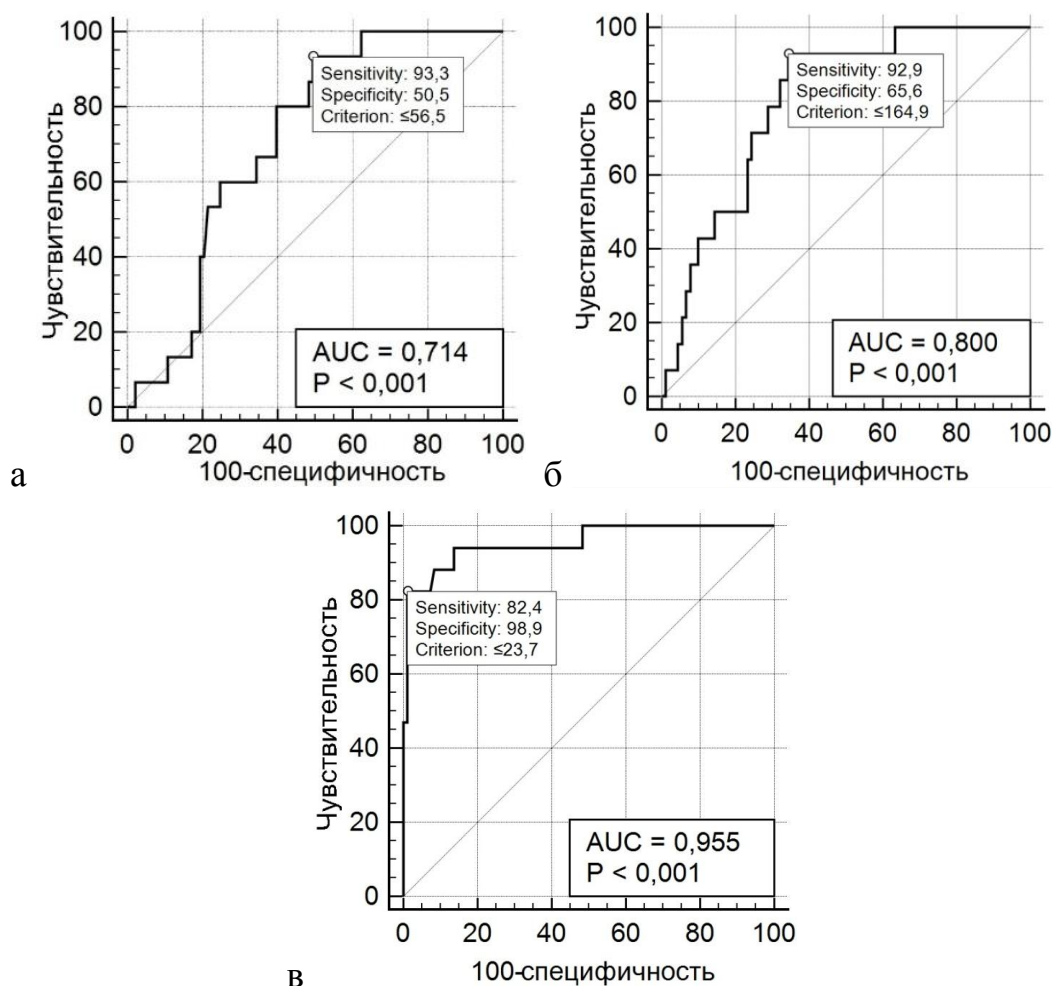 100
80
60
40
20
0
Чувствительность
Sensitivity: 93,3
Specificity: 50,5
Criterion: ≤56,5
AUC = 0,714
P < 0,001
0 20 40 60 80 100
100-специфичность
а
100
80
60
40
20
0
Чувствительность
Sensitivity: 92,9
Specificity: 65,6
Criterion: ≤164,9
AUC = 0,800
P < 0,001
0 20 40 60 80 100
100-специфичность
б
100
80
60
40
20
0
Чувствительность
Sensitivity: 82,4
Specificity: 98,9
Criterion: ≤23,7
AUC = 0,955
P < 0,001
0 20 40 60 80 100
100-специфичность
в